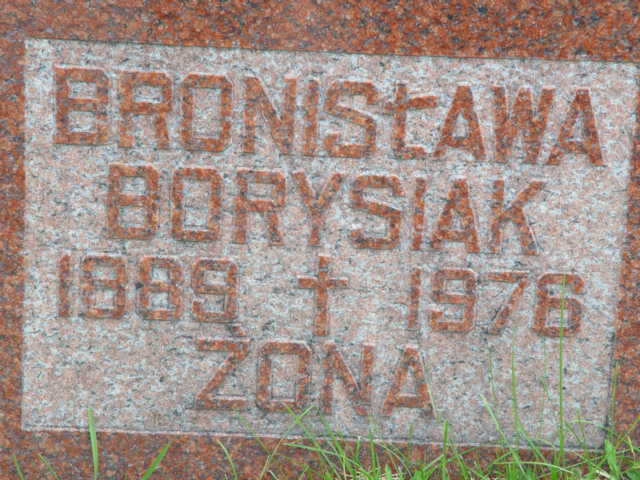 BRONISŁAWA
BORYSIAK
1889 ✝ 1976
ŻONA